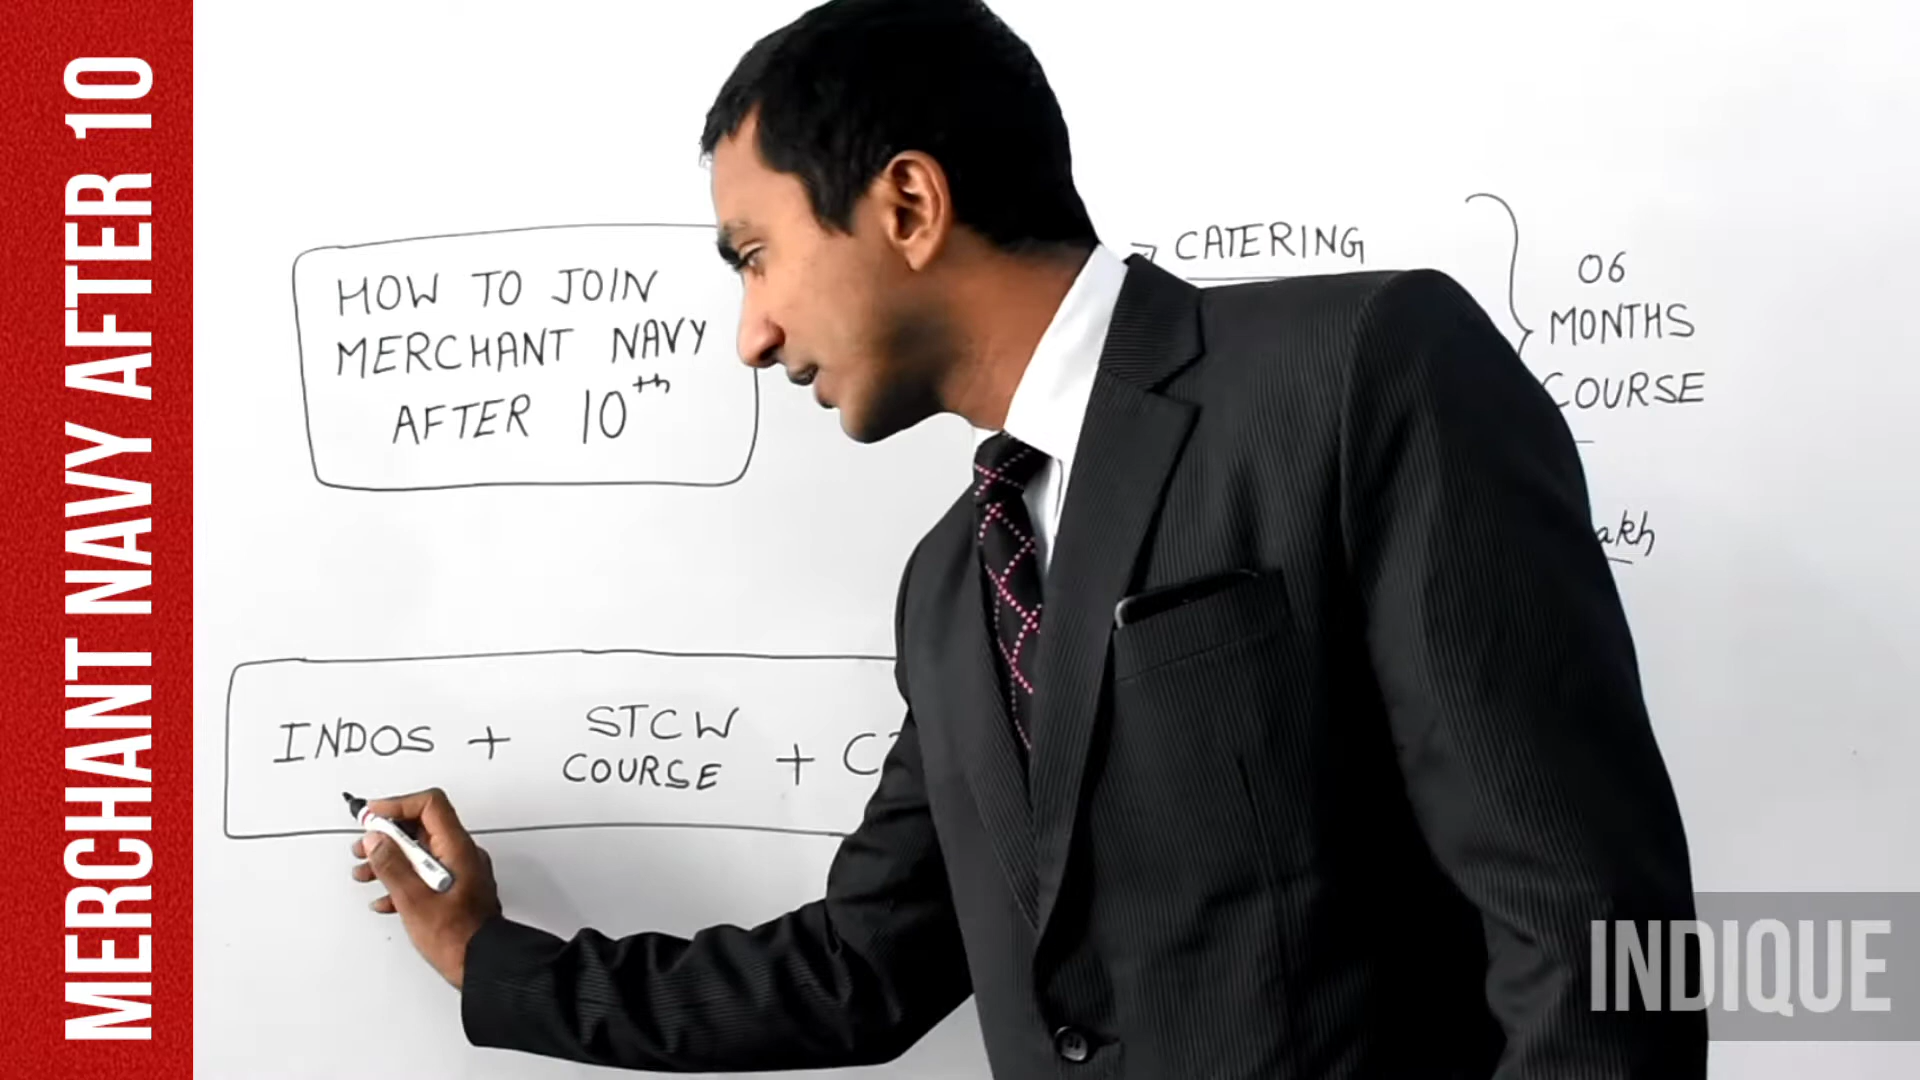 MERCHANT NAVY AFTER 10
HOW TO JOIN
MERCHANT NAVY
AFTER 10th
CATERING
06
MONTHS
COURSE
INDOS + STCW COURSE +
INDIQUE